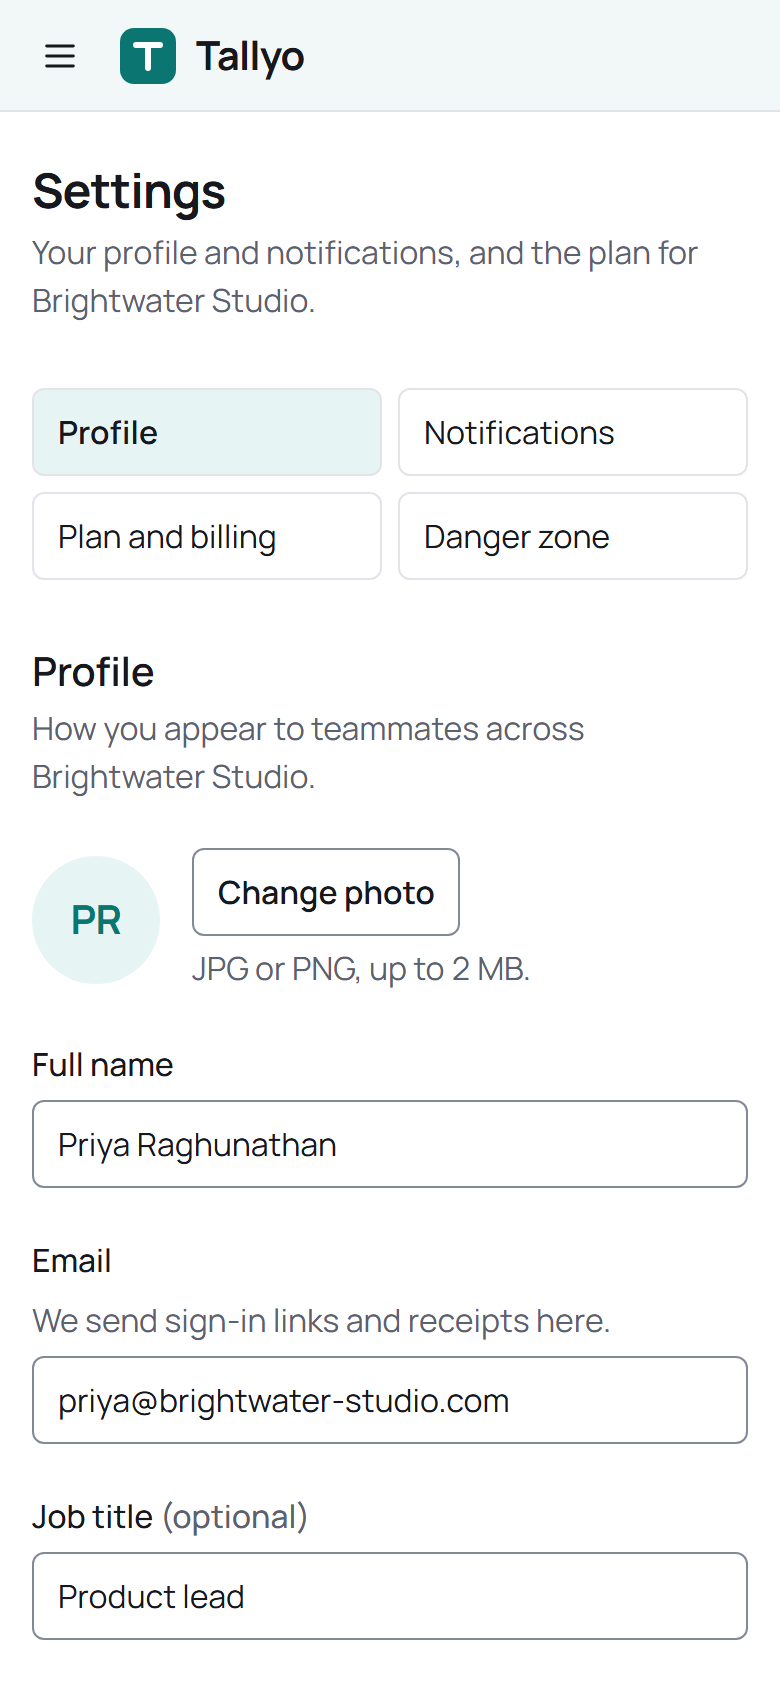 T Tallyo
Settings
Your profile and notifications, and the plan for
Brightwater Studio.
Profile
Notifications
Plan and billing
Danger zone
Profile
How you appear to teammates across
Brightwater Studio.
PR
Change photo
JPG or PNG, up to 2 MB.
Full name
Priya Raghunathan
Email
We send sign-in links and receipts here.
priya@brightwater-studio.com
Job title (optional)
Product lead